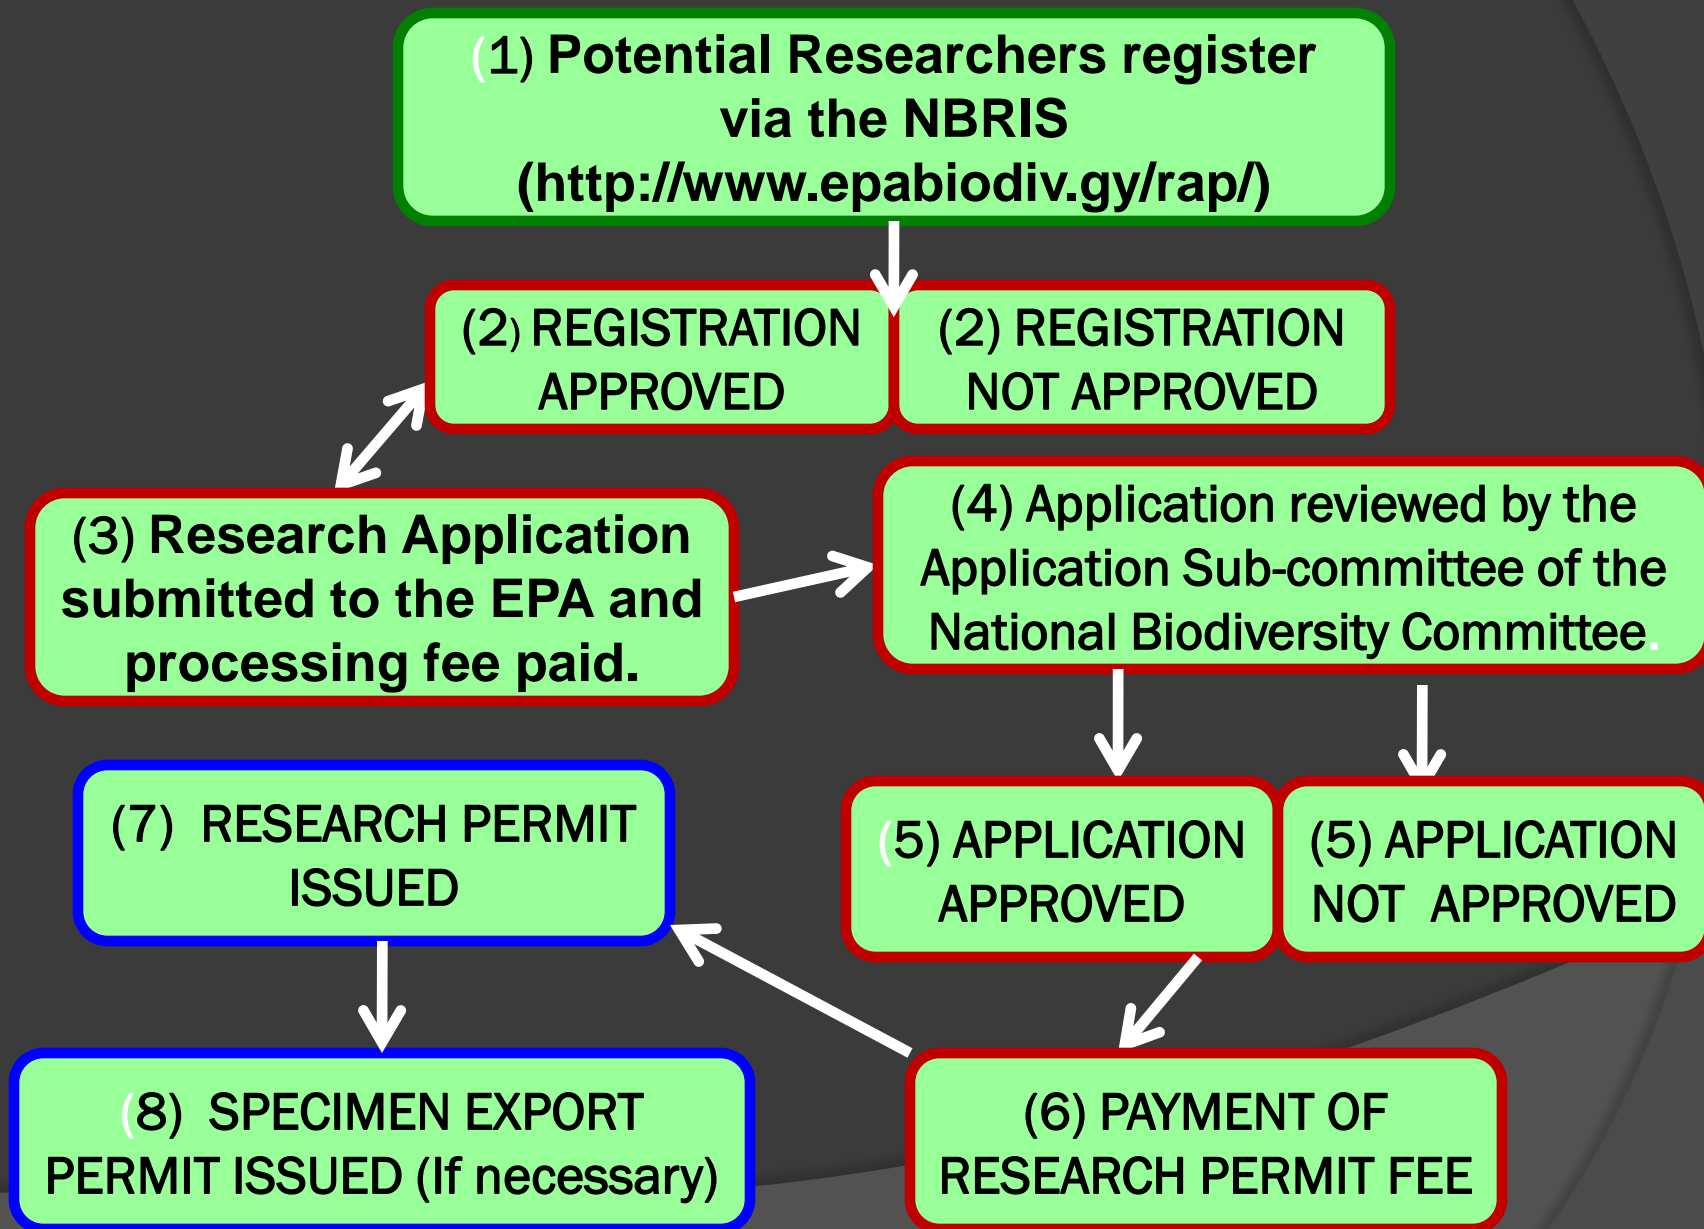 (1) Potential Researchers register
via the NBRIS
(http://www.epabiodiv.gy/rap/)
(2) REGISTRATION
APPROVED
(2) REGISTRATION
NOT APPROVED
(3) Research Application
submitted to the EPA and
processing fee paid.
(4) Application reviewed by the
Application Sub-committee of the
National Biodiversity Committee.
(5) APPLICATION
APPROVED
(5) APPLICATION
NOT APPROVED
(6) PAYMENT OF
RESEARCH PERMIT FEE
(7) RESEARCH PERMIT
ISSUED
(8) SPECIMEN EXPORT
PERMIT ISSUED (If necessary)